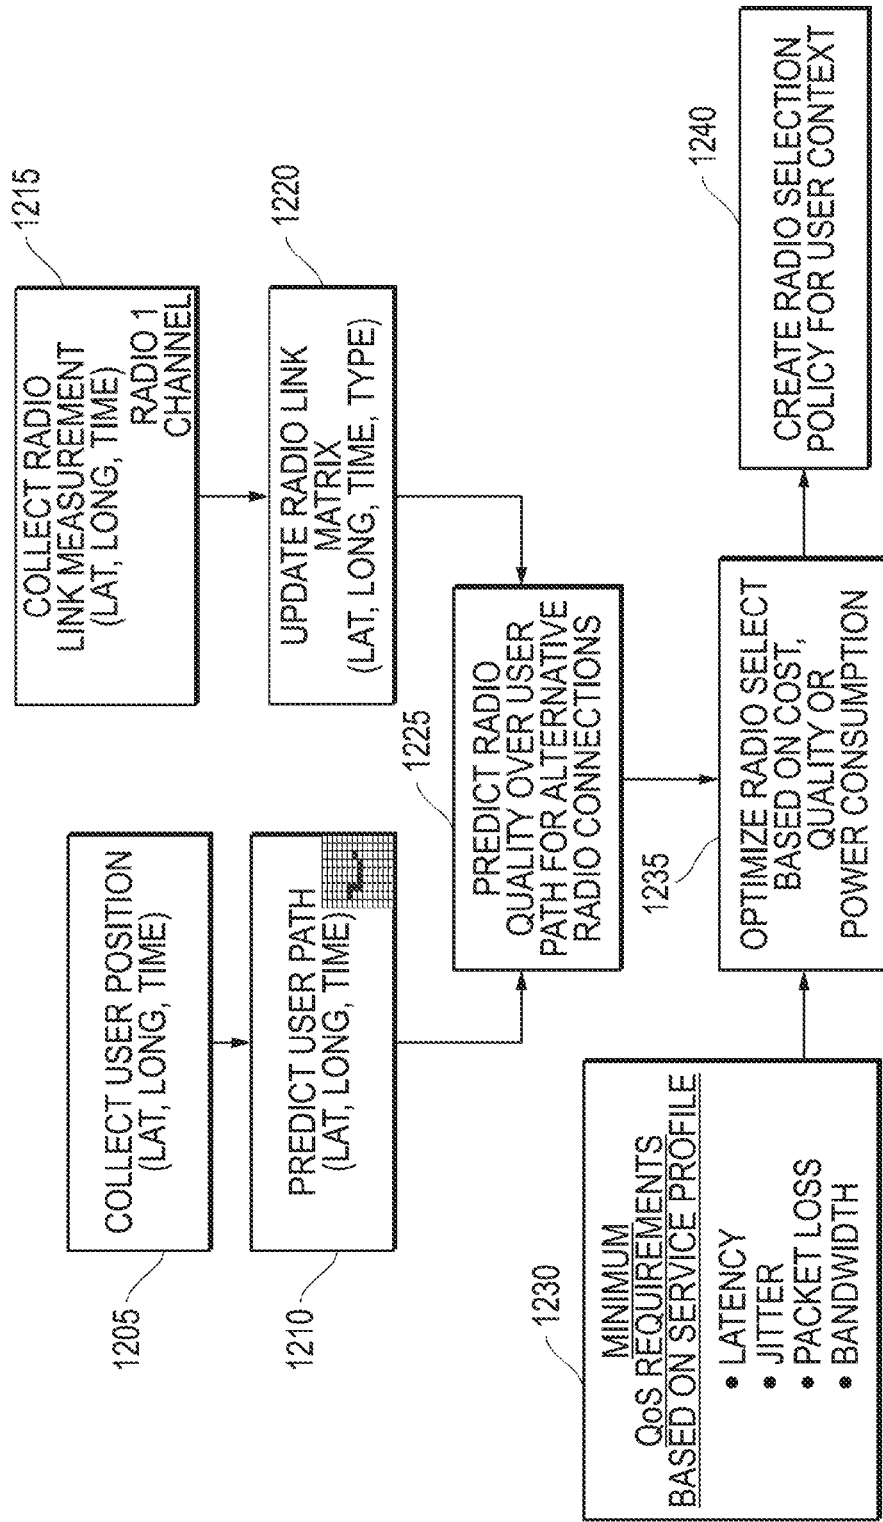 1205
COLLECT USER POSITION
(LAT, LONG, TIME)
1210
PREDICT USER PATH
(LAT, LONG, TIME)
1215
COLLECT RADIO
LINK MEASUREMENT
(LAT, LONG, TIME)
RADIO 1
CHANNEL
1220
UPDATE RADIO LINK
MATRIX
(LAT, LONG, TIME, TYPE)
1225
PREDICT RADIO
QUALITY OVER USER
PATH FOR ALTERNATIVE
RADIO CONNECTIONS
1230
MINIMUM
QoS REQUIREMENTS
BASED ON SERVICE PROFILE
• LATENCY
• JITTER
• PACKET LOSS
• BANDWIDTH
1235
OPTIMIZE RADIO SELECT
BASED ON COST,
QUALITY OR
POWER CONSUMPTION
1240
CREATE RADIO SELECTION
POLICY FOR USER CONTEXT